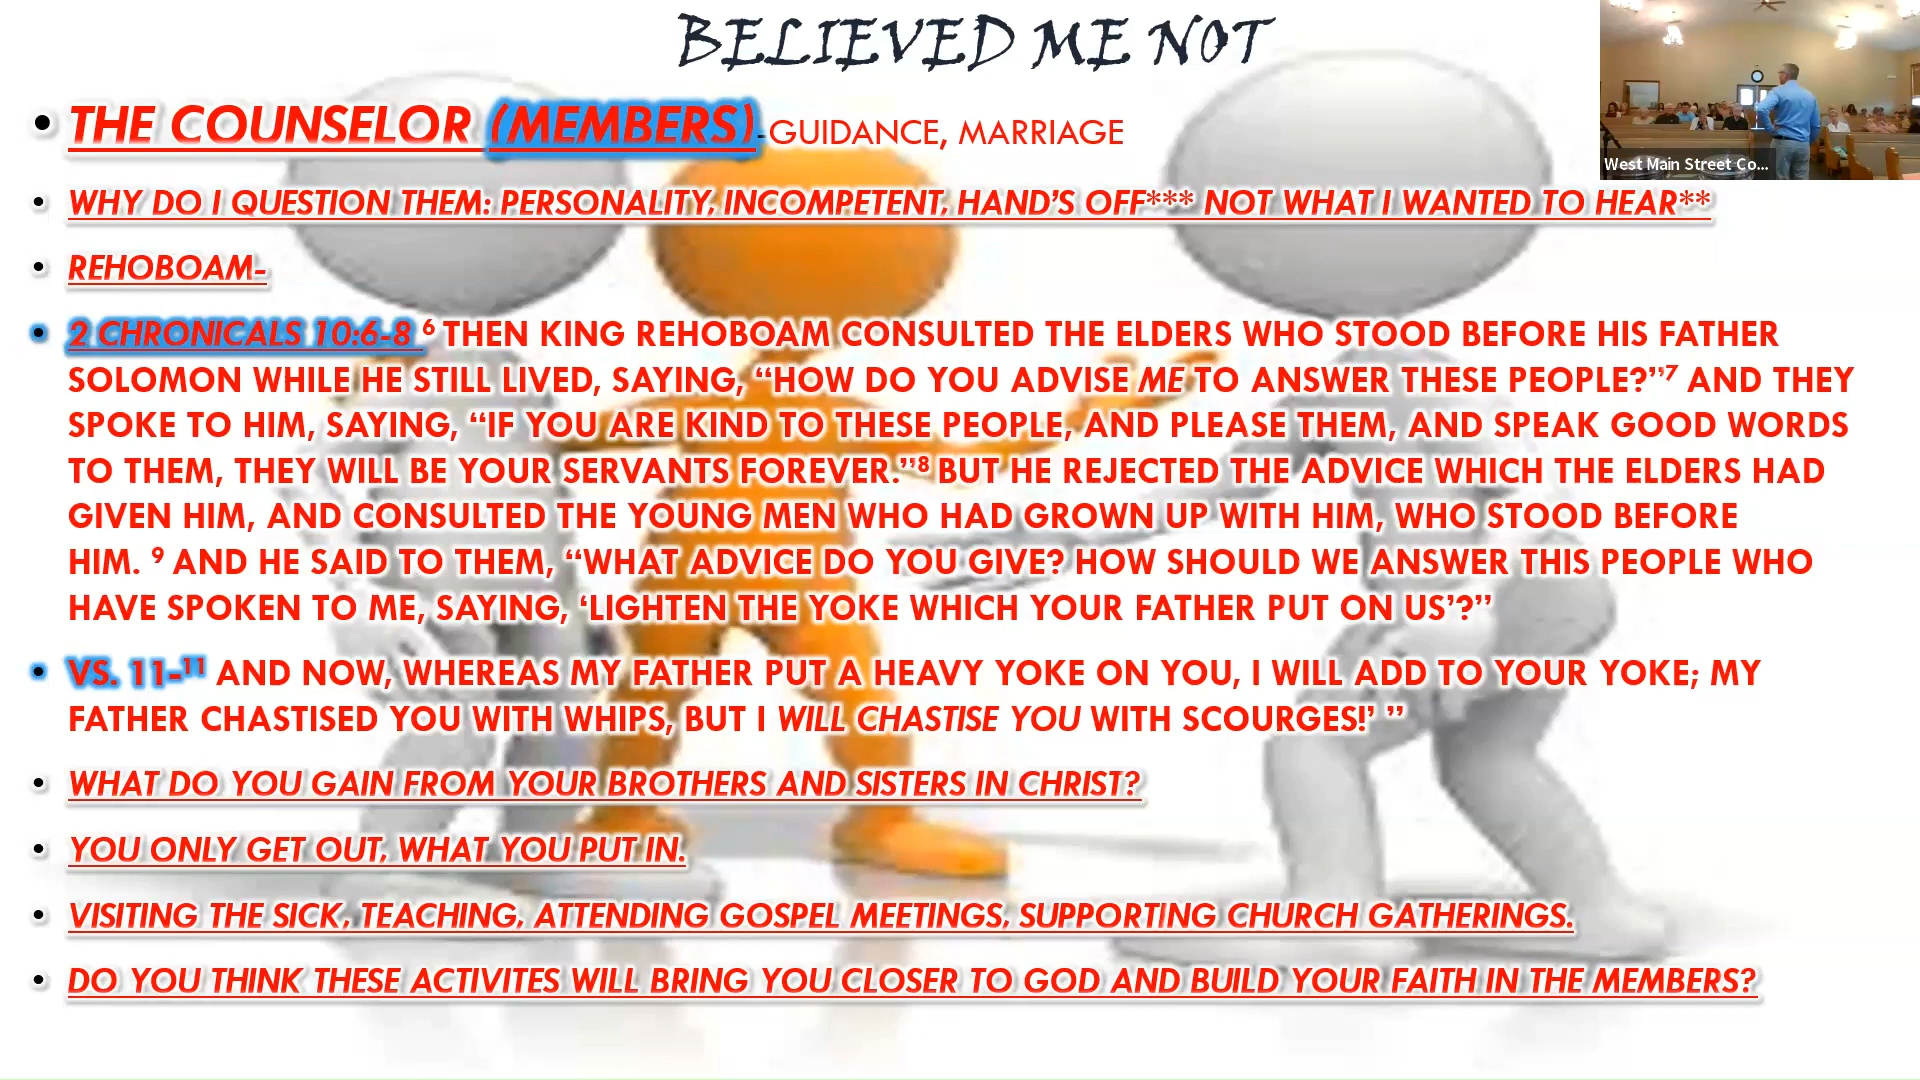 BELIEVED ME NOT
• THE COUNSELOR (MEMBERS)-GUIDANCE, MARRIAGE
West Main Street Co...
• WHY DO I QUESTION THEM: PERSONALITY, INCOMPETENT, HAND'S OFF*** NOT WHAT I WANTED TO HEAR**
• REHOBOAM-
• 2 CHRONICALS 10:6-8 ⁶ THEN KING REHOBOAM CONSULTED THE ELDERS WHO STOOD BEFORE HIS FATHER
SOLOMON WHILE HE STILL LIVED, SAYING, “HOW DO YOU ADVISE ME TO ANSWER THESE PEOPLE?”⁷ AND THEY
SPOKE TO HIM, SAYING, “IF YOU ARE KIND TO THESE PEOPLE, AND PLEASE THEM, AND SPEAK GOOD WORDS
TO THEM, THEY WILL BE YOUR SERVANTS FOREVER.”⁸ BUT HE REJECTED THE ADVICE WHICH THE ELDERS HAD
GIVEN HIM, AND CONSULTED THE YOUNG MEN WHO HAD GROWN UP WITH HIM, WHO STOOD BEFORE
HIM. ⁹ AND HE SAID TO THEM, “WHAT ADVICE DO YOU GIVE? HOW SHOULD WE ANSWER THIS PEOPLE WHO
HAVE SPOKEN TO ME, SAYING, ‘LIGHTEN THE YOKE WHICH YOUR FATHER PUT ON US’?”
• VS. 11-¹¹ AND NOW, WHEREAS MY FATHER PUT A HEAVY YOKE ON YOU, I WILL ADD TO YOUR YOKE; MY
FATHER CHASTISED YOU WITH WHIPS, BUT I WILL CHASTISE YOU WITH SCOURGES!’ ”
• WHAT DO YOU GAIN FROM YOUR BROTHERS AND SISTERS IN CHRIST?
• YOU ONLY GET OUT, WHAT YOU PUT IN.
• VISITING THE SICK, TEACHING, ATTENDING GOSPEL MEETINGS, SUPPORTING CHURCH GATHERINGS.
• DO YOU THINK THESE ACTIVITES WILL BRING YOU CLOSER TO GOD AND BUILD YOUR FAITH IN THE MEMBERS?